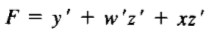 F = y' + w'z' + xz'